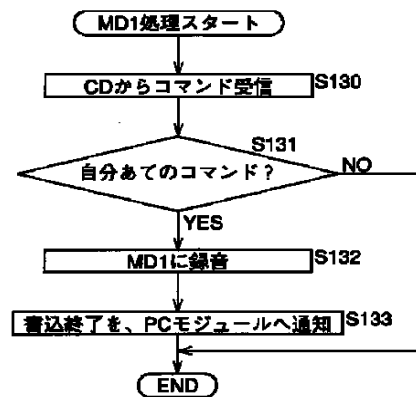 MD1処理スタート
CDからコマンド受信 S130
S131
自分あてのコマンド? NO
YES
MD1に録音 S132
書込終了を、PCモジュールへ通知 S133
END